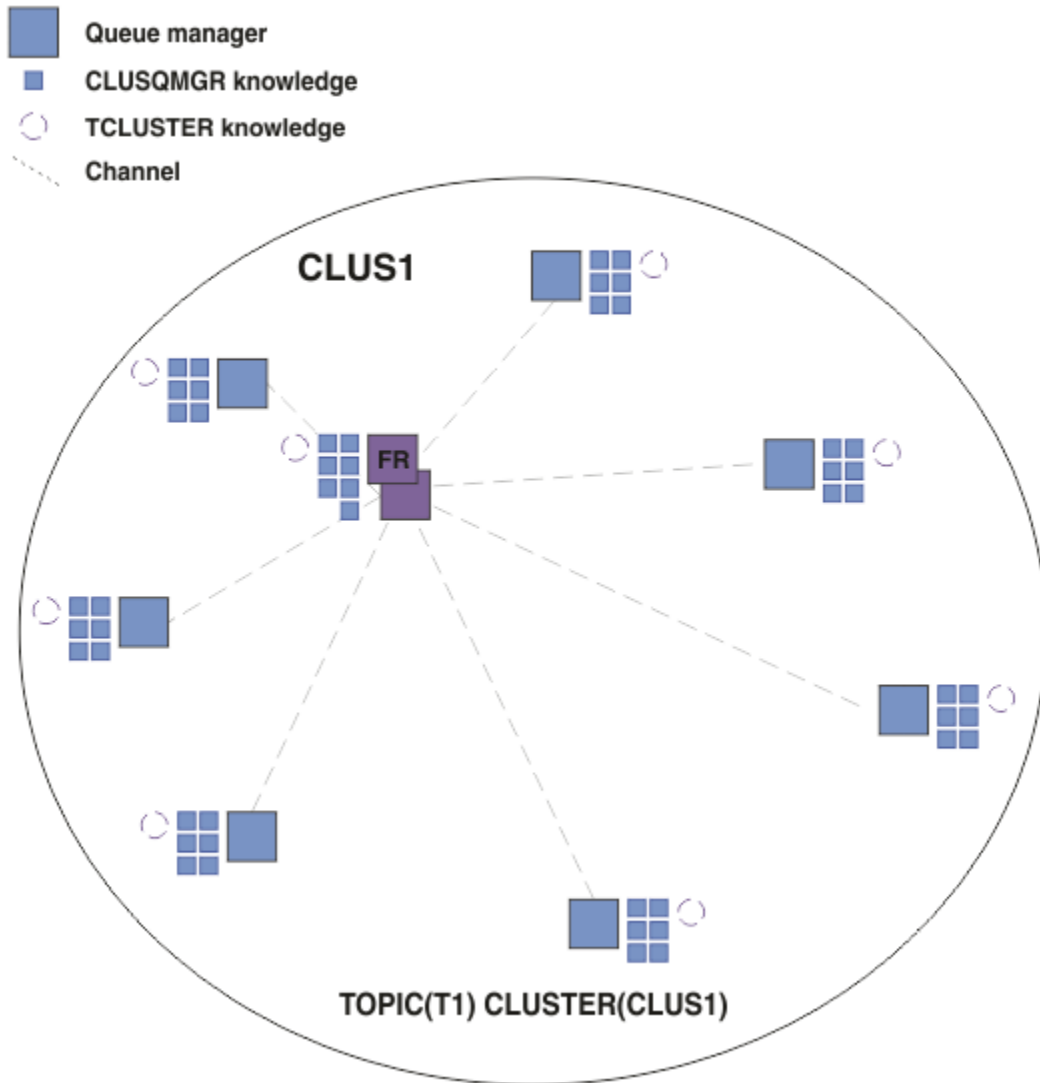 Queue manager
CLUSQMGR knowledge
TCLUSTER knowledge
Channel
CLUS1
FR
TOPIC(T1) CLUSTER(CLUS1)